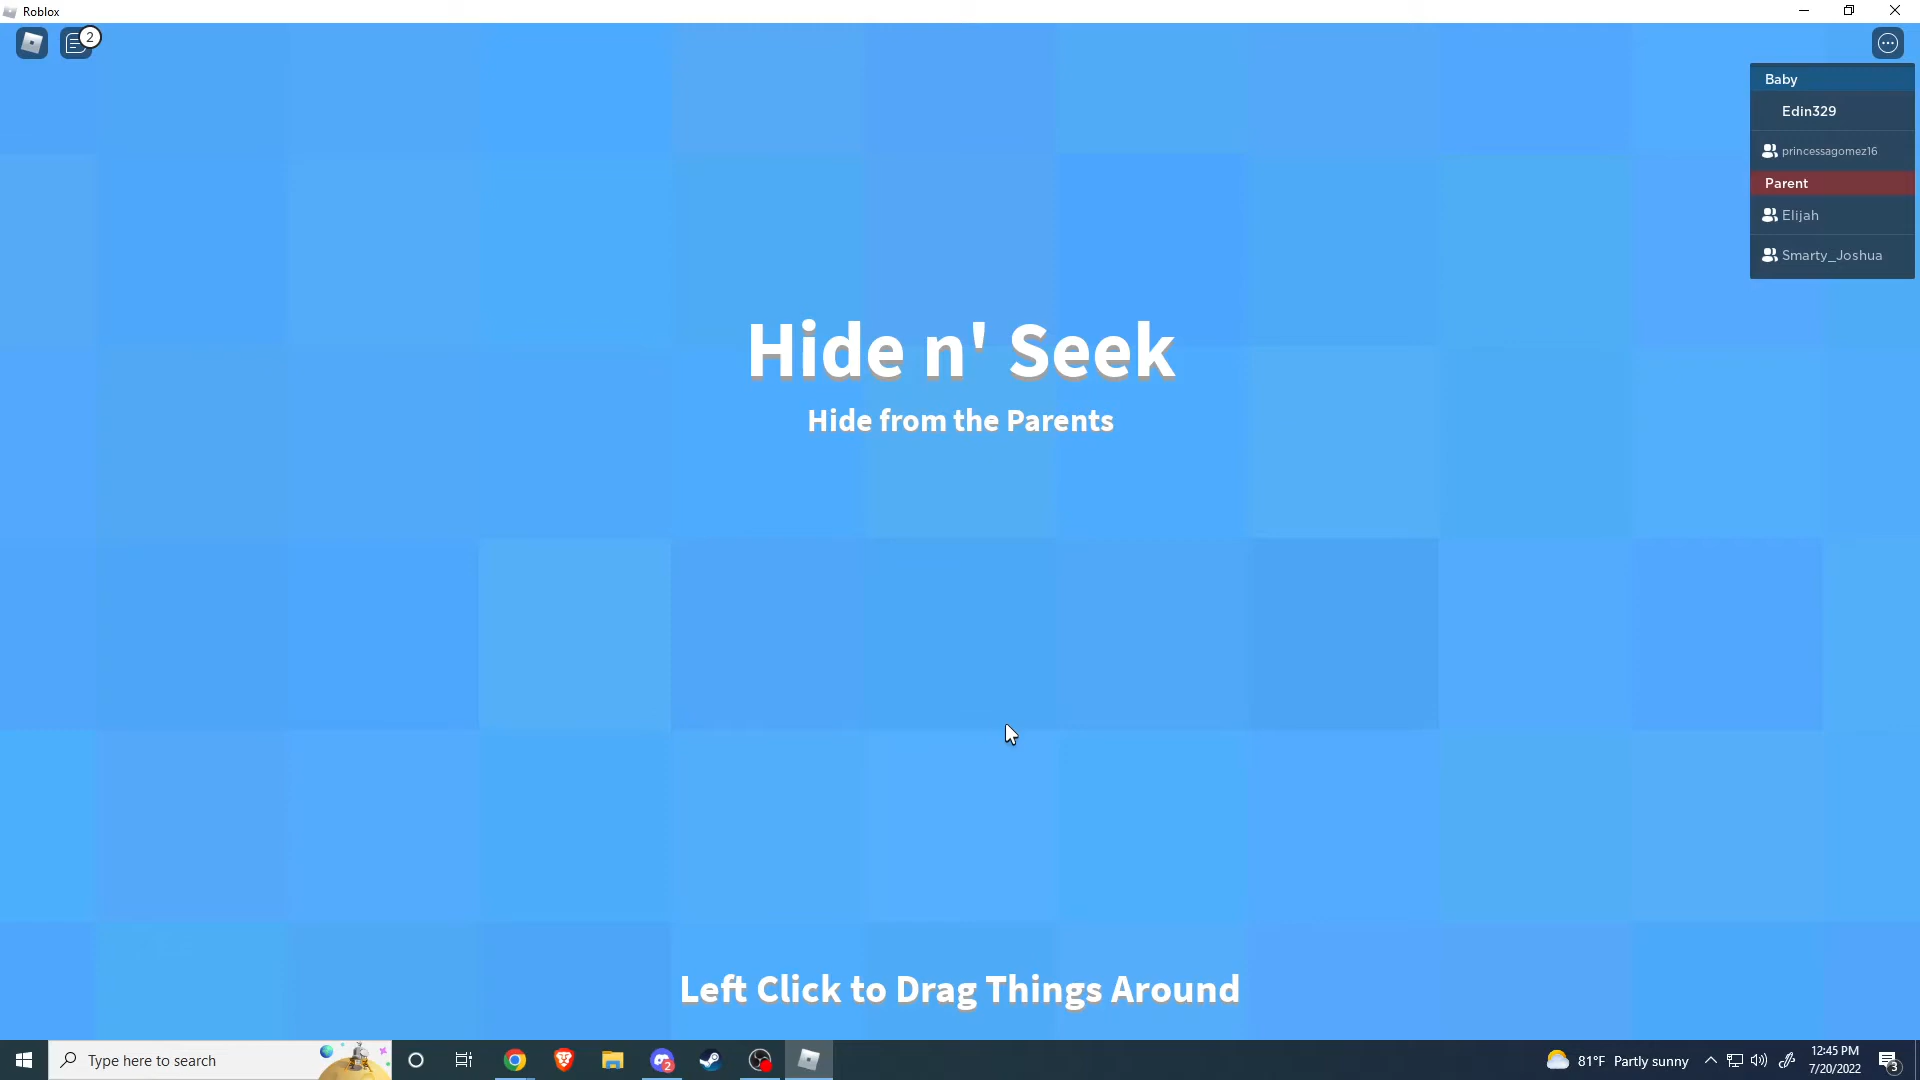 Roblox
2
Baby
Edin329
princessagomez16
Parent
Elijah
Smarty_Joshua
Hide n' Seek
Hide from the Parents
Left Click to Drag Things Around
Type here to search
2
81°F Partly sunny
12:45 PM
7/20/2022
3